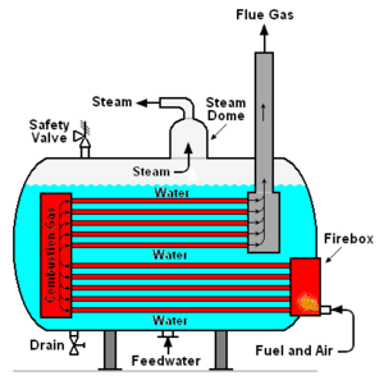 Flue Gas
Steam
Steam
Dome
Safety
Valve
Steam
Water
Combustion Gas
Water
Firebox
Water
Drain
Feedwater
Fuel and Air